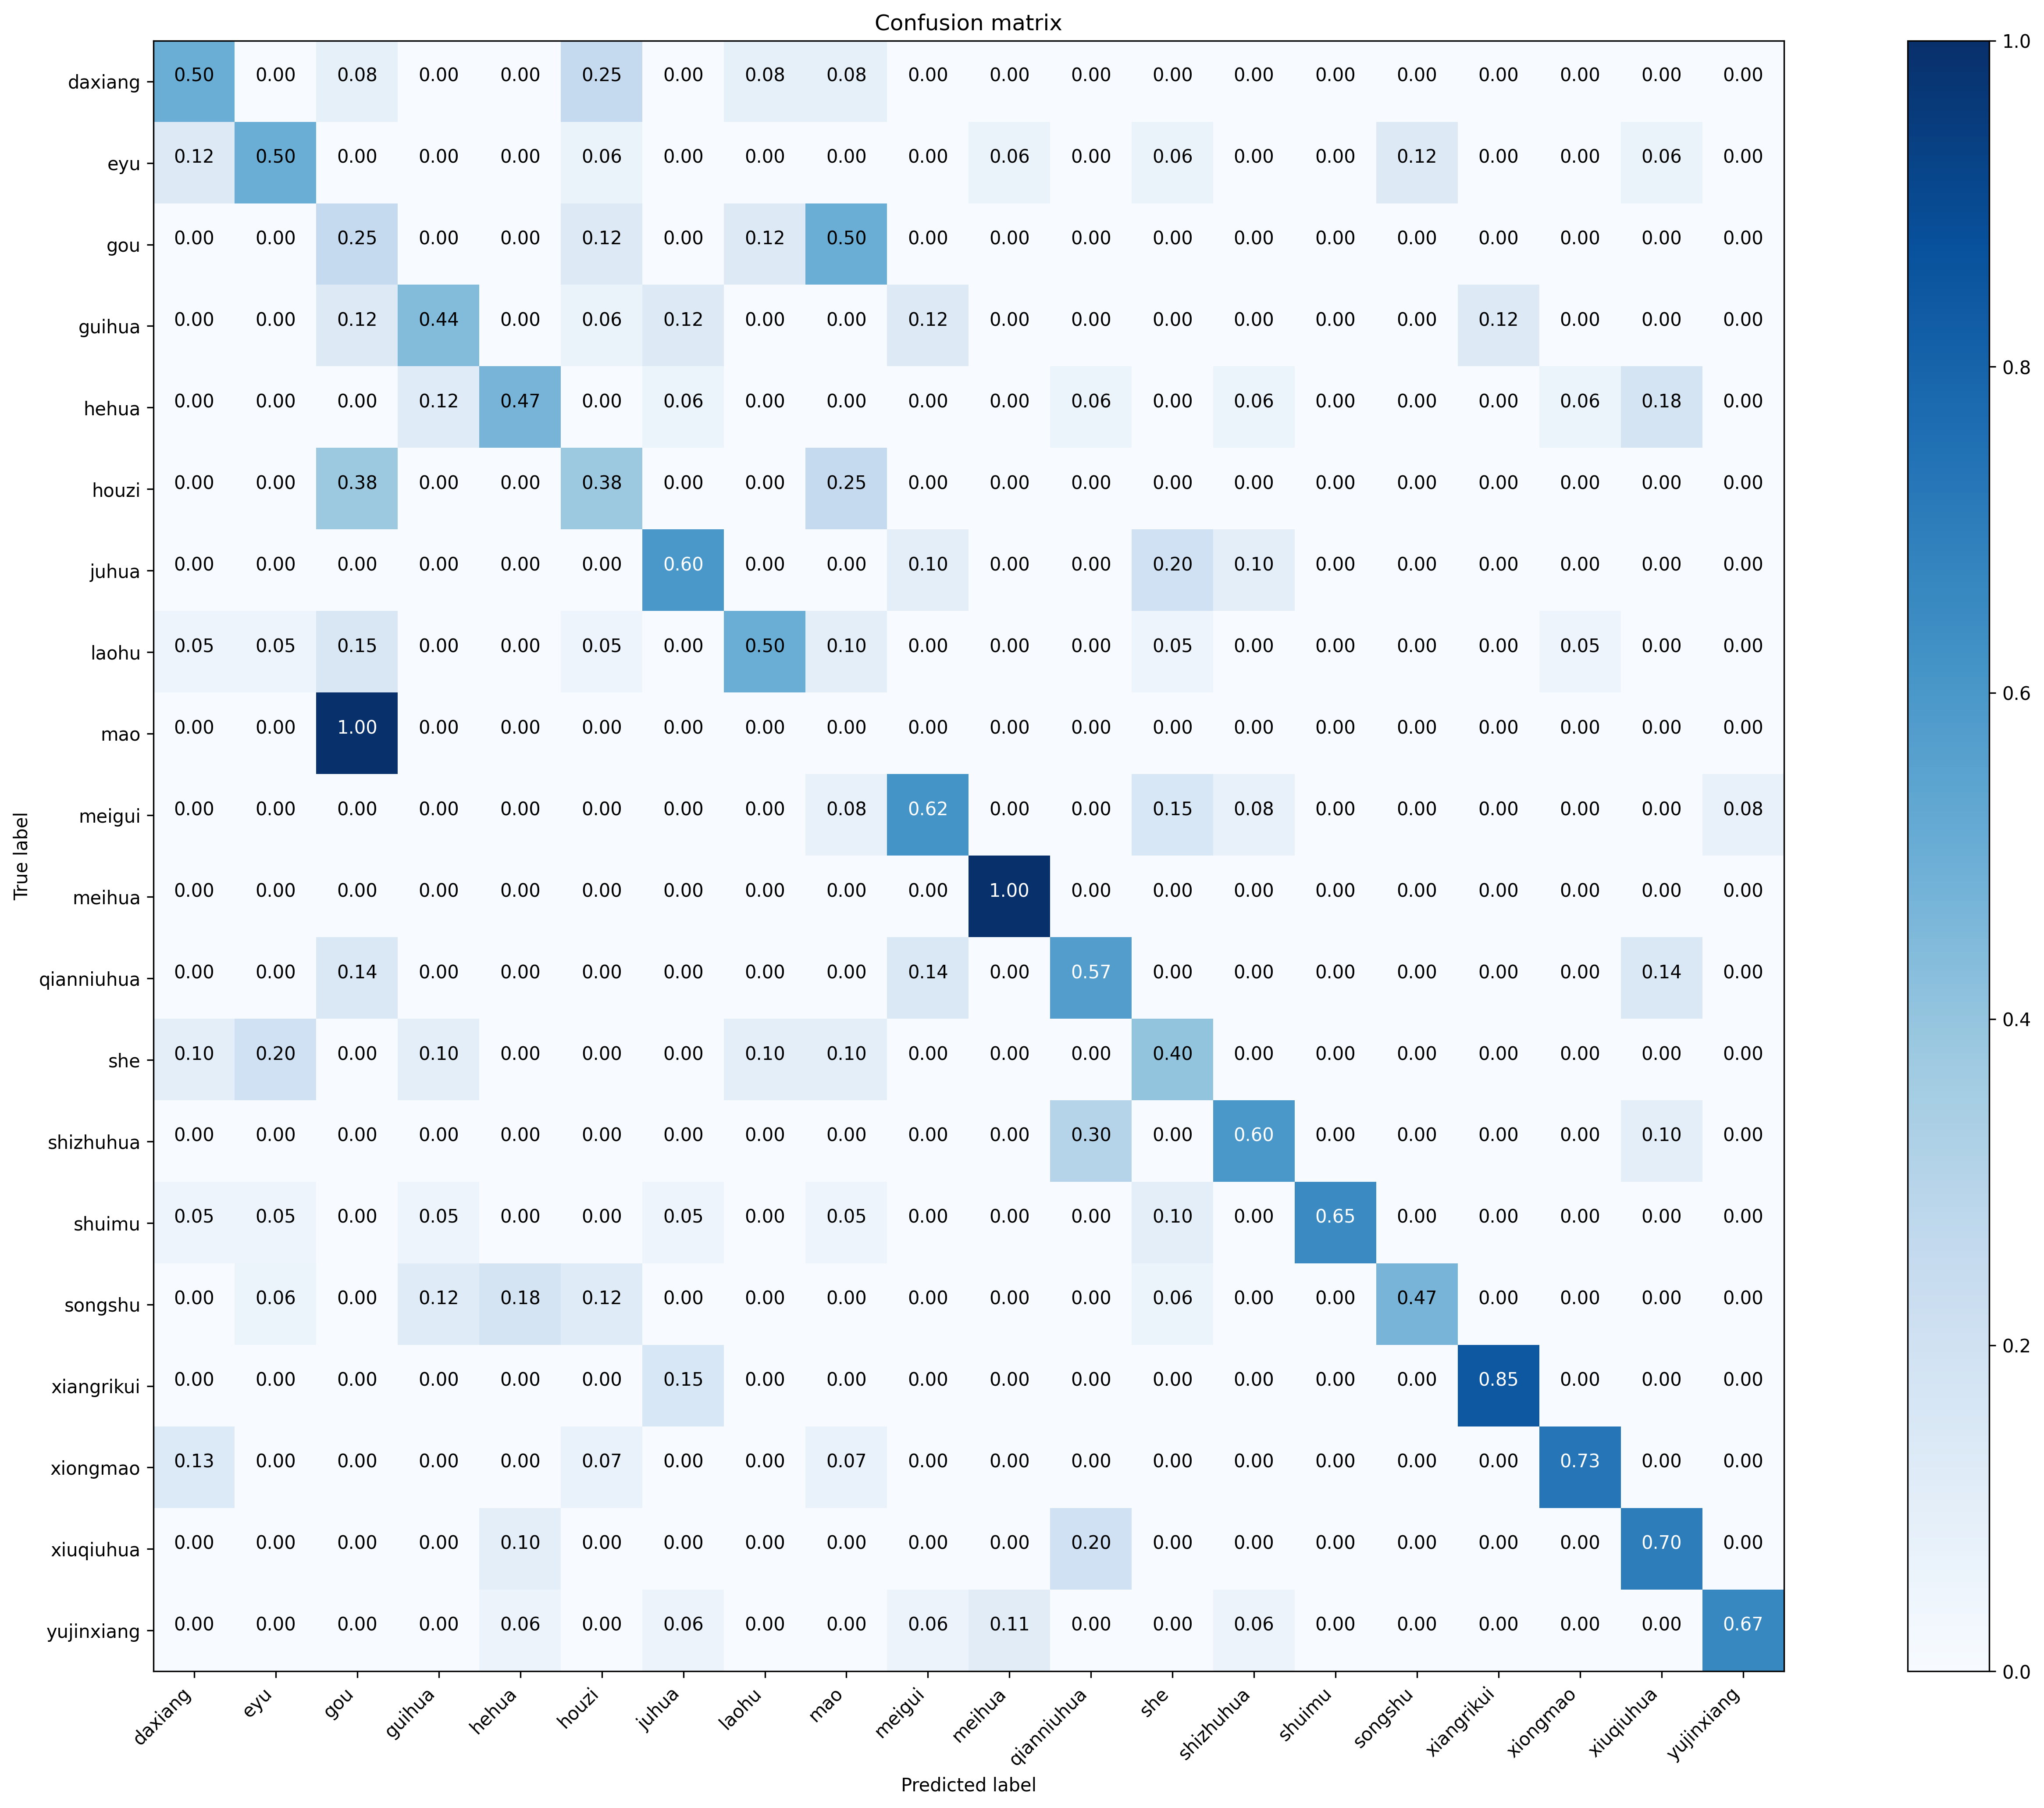 Confusion matrix
daxiang 0.50 0.00 0.08 0.00 0.00 0.25 0.00 0.08 0.08 0.00 0.00 0.00 0.00 0.00 0.00 0.00 0.00 0.00 0.00 0.00
eyu 0.12 0.50 0.00 0.00 0.00 0.06 0.00 0.00 0.00 0.00 0.06 0.00 0.06 0.00 0.00 0.12 0.00 0.00 0.06 0.00
gou 0.00 0.00 0.25 0.00 0.00 0.12 0.00 0.12 0.50 0.00 0.00 0.00 0.00 0.00 0.00 0.00 0.00 0.00 0.00 0.00
guihua 0.00 0.00 0.12 0.44 0.00 0.06 0.12 0.00 0.00 0.12 0.00 0.00 0.00 0.00 0.00 0.00 0.12 0.00 0.00 0.00
hehua 0.00 0.00 0.00 0.12 0.47 0.00 0.06 0.00 0.00 0.00 0.00 0.06 0.00 0.06 0.00 0.00 0.00 0.06 0.18 0.00
houzi 0.00 0.00 0.38 0.00 0.00 0.38 0.00 0.00 0.25 0.00 0.00 0.00 0.00 0.00 0.00 0.00 0.00 0.00 0.00 0.00
juhua 0.00 0.00 0.00 0.00 0.00 0.00 0.60 0.00 0.00 0.10 0.00 0.00 0.20 0.10 0.00 0.00 0.00 0.00 0.00 0.00
laohu 0.05 0.05 0.15 0.00 0.00 0.05 0.00 0.50 0.10 0.00 0.00 0.00 0.05 0.00 0.00 0.00 0.00 0.05 0.00 0.00
mao 0.00 0.00 1.00 0.00 0.00 0.00 0.00 0.00 0.00 0.00 0.00 0.00 0.00 0.00 0.00 0.00 0.00 0.00 0.00 0.00
meigui 0.00 0.00 0.00 0.00 0.00 0.00 0.00 0.00 0.08 0.62 0.00 0.00 0.15 0.08 0.00 0.00 0.00 0.00 0.00 0.08
meihua 0.00 0.00 0.00 0.00 0.00 0.00 0.00 0.00 0.00 0.00 1.00 0.00 0.00 0.00 0.00 0.00 0.00 0.00 0.00 0.00
qianniuhua 0.00 0.00 0.14 0.00 0.00 0.00 0.00 0.00 0.00 0.14 0.00 0.57 0.00 0.00 0.00 0.00 0.00 0.00 0.14 0.00
she 0.10 0.20 0.00 0.10 0.00 0.00 0.00 0.10 0.10 0.00 0.00 0.00 0.40 0.00 0.00 0.00 0.00 0.00 0.00 0.00
shizhuhua 0.00 0.00 0.00 0.00 0.00 0.00 0.00 0.00 0.00 0.00 0.00 0.30 0.00 0.60 0.00 0.00 0.00 0.00 0.10 0.00
shuimu 0.05 0.05 0.00 0.05 0.00 0.00 0.05 0.00 0.05 0.00 0.00 0.00 0.10 0.00 0.65 0.00 0.00 0.00 0.00 0.00
songshu 0.00 0.06 0.00 0.12 0.18 0.12 0.00 0.00 0.00 0.00 0.00 0.00 0.06 0.00 0.00 0.47 0.00 0.00 0.00 0.00
xiangrikui 0.00 0.00 0.00 0.00 0.00 0.00 0.15 0.00 0.00 0.00 0.00 0.00 0.00 0.00 0.00 0.00 0.85 0.00 0.00 0.00
xiongmao 0.13 0.00 0.00 0.00 0.00 0.07 0.00 0.00 0.07 0.00 0.00 0.00 0.00 0.00 0.00 0.00 0.00 0.73 0.00 0.00
xiuqiuhua 0.00 0.00 0.00 0.00 0.10 0.00 0.00 0.00 0.00 0.00 0.00 0.20 0.00 0.00 0.00 0.00 0.00 0.00 0.70 0.00
yujinxiang 0.00 0.00 0.00 0.00 0.06 0.00 0.06 0.00 0.00 0.06 0.11 0.00 0.00 0.06 0.00 0.00 0.00 0.00 0.00 0.67
daxiang eyu gou guihua hehua houzi juhua laohu mao meigui meihua qianniuhua she shizhuhua shuimu songshu xiangrikui xiongmao xiuqiuhua yujinxiang
Predicted label
True label
1.0
0.8
0.6
0.4
0.2
0.0